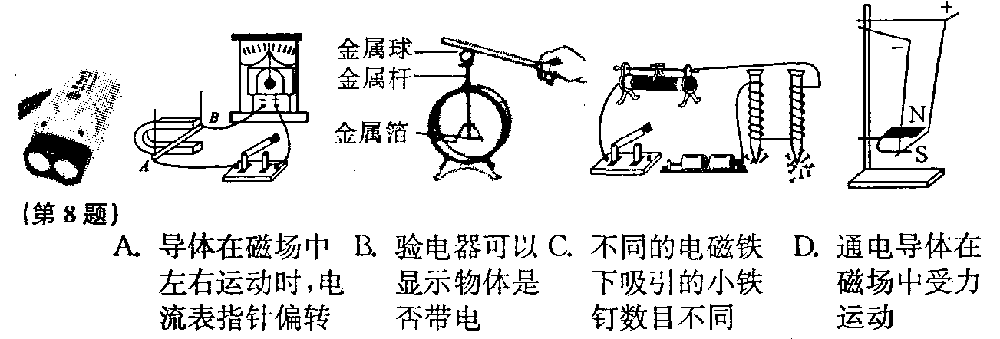 +
金属球
金属杆
−
B
金属箔
N
A
S
(第 8 题)
A. 导体在磁场中左右运动时,电流表指针偏转
B. 验电器可以显示物体是否带电
C. 不同的电磁铁下吸引的小铁钉数目不同
D. 通电导体在磁场中受力运动